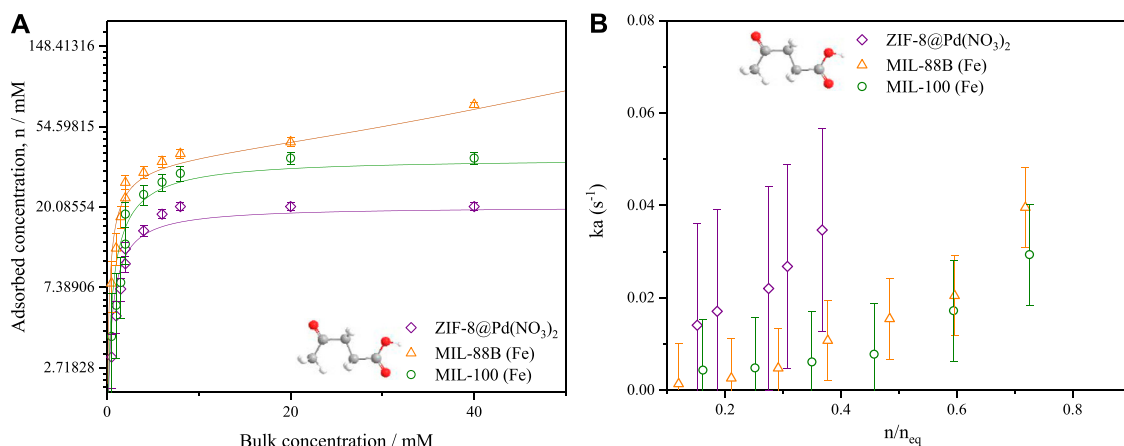 A
148.41316
54.59815
20.08554
7.38906
2.71828
Adsorbed concentration, n / mM
ZIF-8@Pd(NO3)2
MIL-88B (Fe)
MIL-100 (Fe)
0
20
40
Bulk concentration / mM
B
0.08
0.06
0.04
0.02
0.00
ka (s-1)
ZIF-8@Pd(NO3)2
MIL-88B (Fe)
MIL-100 (Fe)
0.2
0.4
0.6
0.8
n/neq